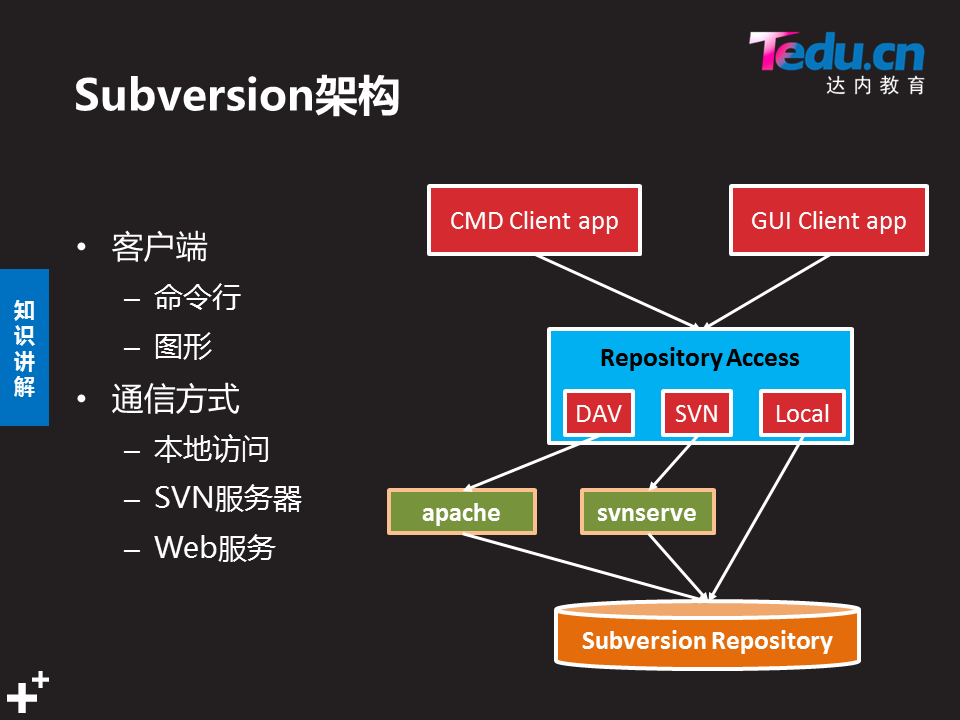 Tedu.cn
达内教育
Subversion架构
知识讲解
• 客户端
– 命令行
– 图形
• 通信方式
– 本地访问
– SVN服务器
– Web服务
CMD Client app
GUI Client app
Repository Access
DAV
SVN
Local
apache
svnserve
Subversion Repository